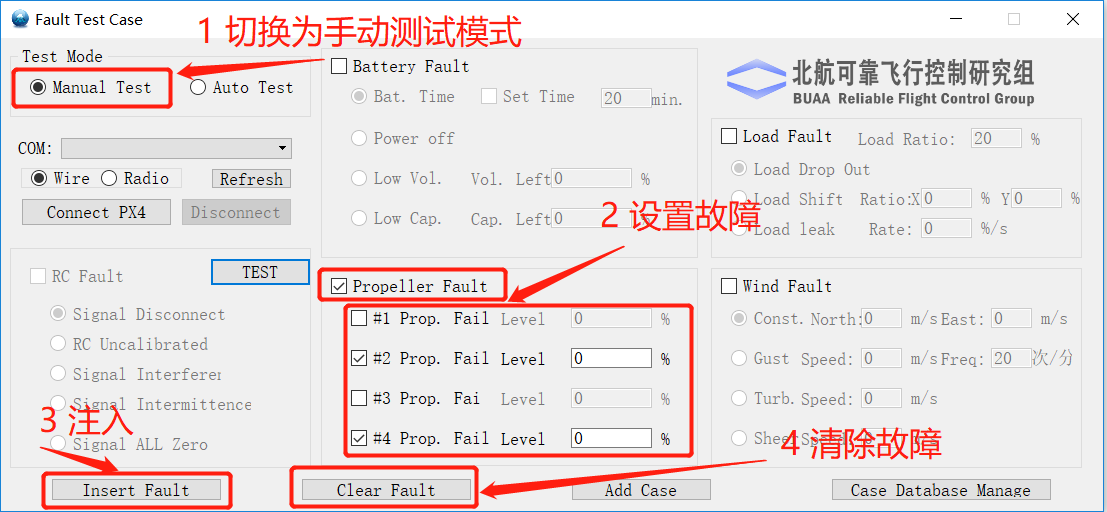 Fault Test Case
1 切换为手动测试模式
Test Mode
Manual Test
Auto Test
COM:
Wire
Radio
Refresh
Connect PX4
Disconnect
RC Fault
TEST
Signal Disconnect
RC Uncalibrated
Signal Interferer
Signal Intermittence
Signal ALL Zero
3 注入
Insert Fault
Battery Fault
Bat. Time
Set Time
20
min.
Power off
Low Vol.
Vol. Left
0
%
Low Cap.
Cap. Left
0
2 设置故障
Propeller Fault
#1 Prop. Fail Level 0 %
#2 Prop. Fail Level 0 %
#3 Prop. Fai Level 0 %
#4 Prop. Fail Level 0 %
4 清除故障
Clear Fault
Add Case
北航可靠飞行控制研究组
BUAA Reliable Flight Control Group
Load Fault
Load Ratio: 20 %
Load Drop Out
Load Shift Ratio:X 0 % Y 0 %
Load leak Rate: 0 %/s
Wind Fault
Const. North: 0 m/s East: 0 m/s
Gust Speed: 0 m/s Freq: 20 次/分
Turb. Speed: 0 m/s
Sheer Speed:
Case Database Manage